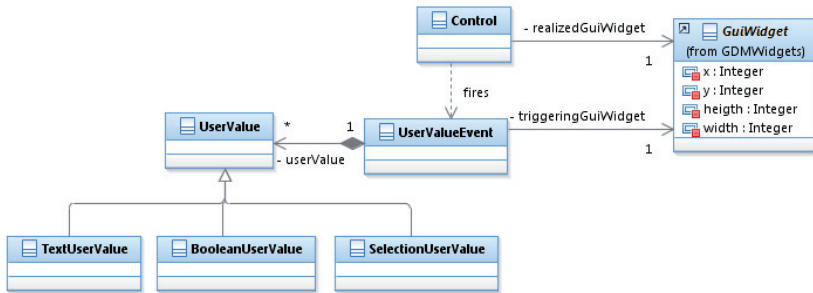 Control
- realizedGuiWidget
1
GuiWidget
(from GDMWidgets)
x : Integer
y : Integer
heigth : Integer
width : Integer
fires
- triggeringGuiWidget
1
UserValue
*
- userValue
1
UserValueEvent
TextUserValue
BooleanUserValue
SelectionUserValue